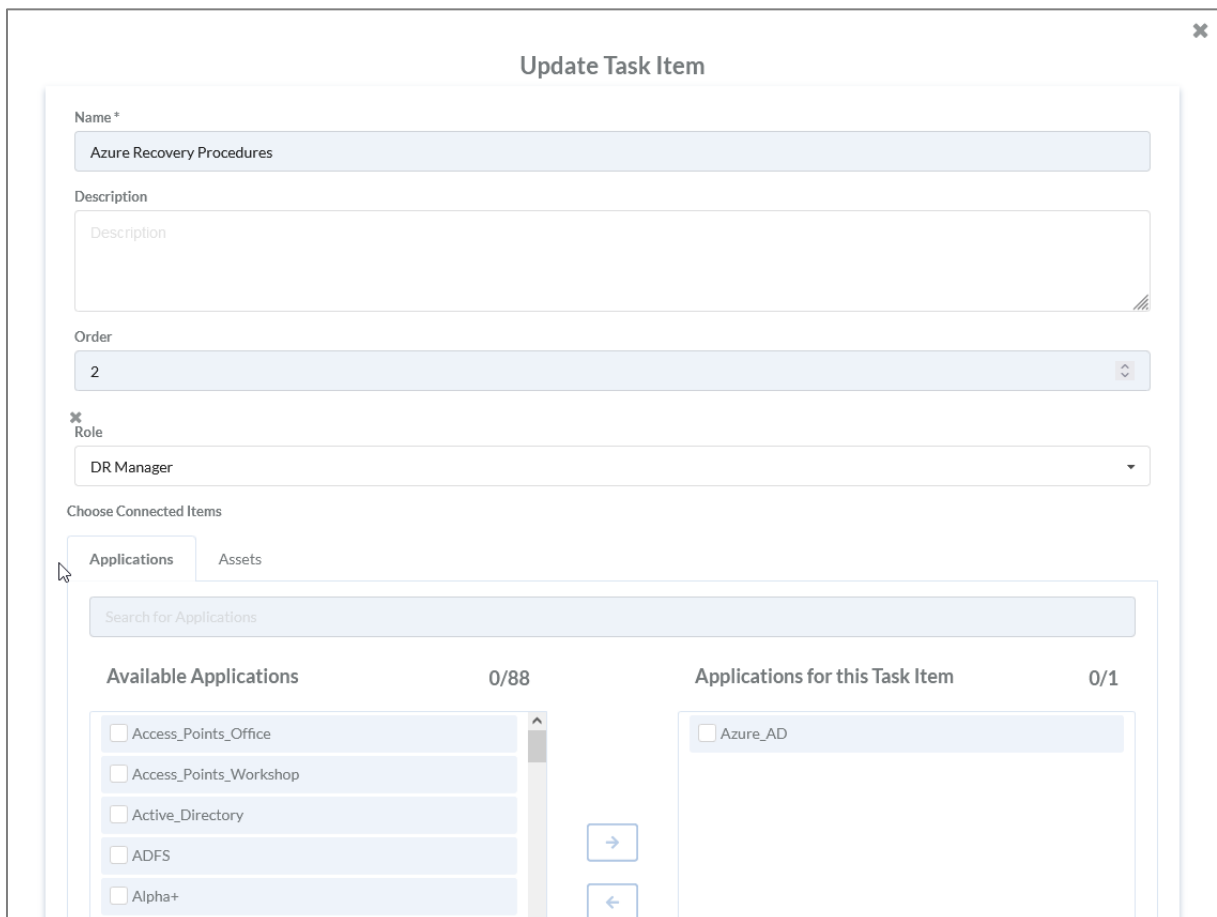 Update Task Item
Name *
Azure Recovery Procedures
Description
Description
Order
2
Role
DR Manager
Choose Connected Items
Applications Assets
Search for Applications
Available Applications 0/88 Applications for this Task Item 0/1
Access_Points_Office Azure_AD
Access_Points_Workshop
Active_Directory
ADFS
Alpha+